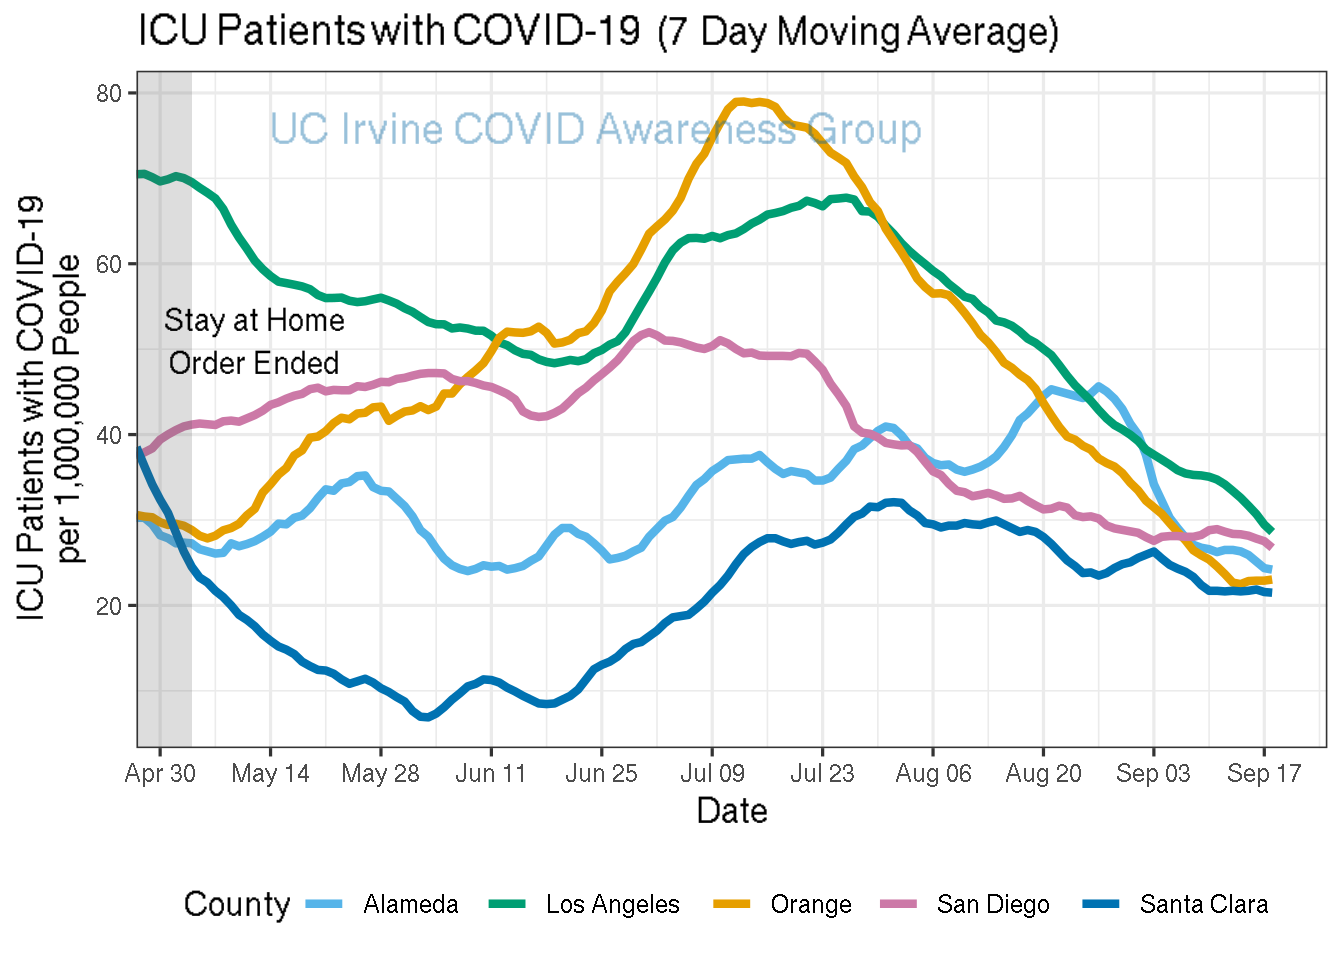 ICU Patients with COVID-19 (7 Day Moving Average)
UC Irvine COVID Awareness Group
ICU Patients with COVID-19
per 1,000,000 People
80
60
40
20
Stay at Home
Order Ended
Apr 30 May 14 May 28 Jun 11 Jun 25 Jul 09 Jul 23 Aug 06 Aug 20 Sep 03 Sep 17
Date
County Alameda Los Angeles Orange San Diego Santa Clara